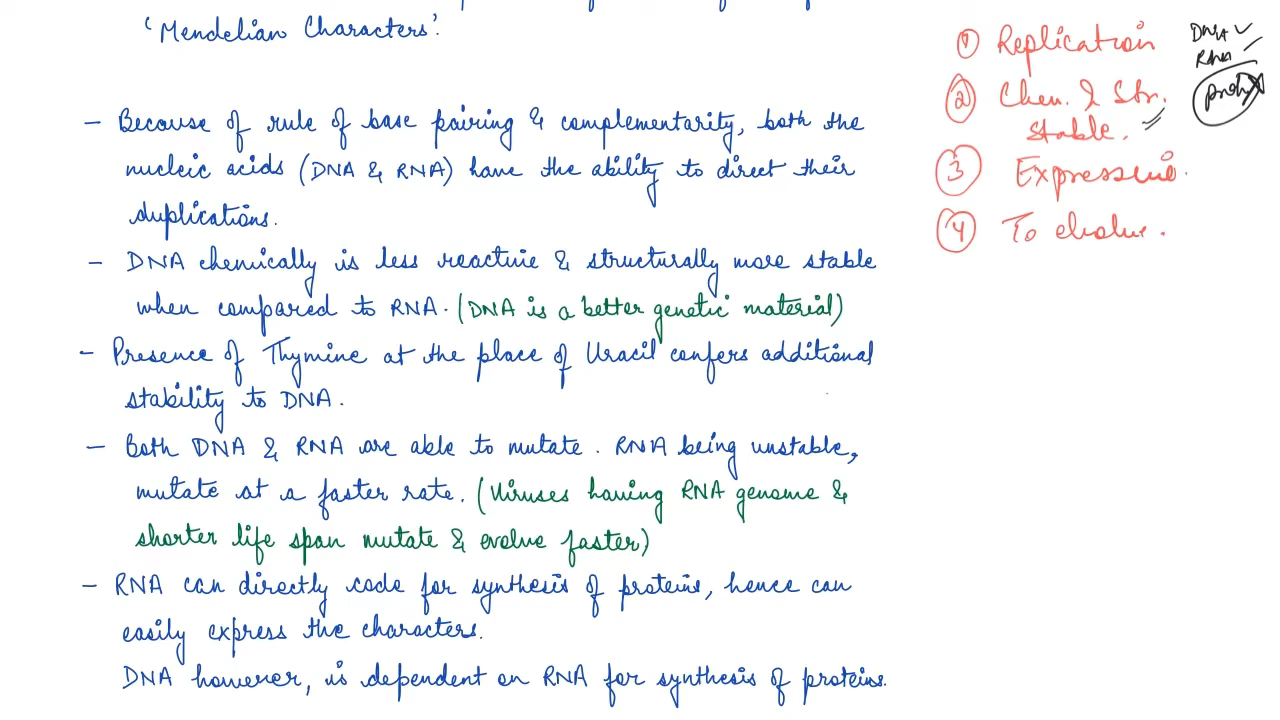 'Mendelian Characters'.
- Because of rule of base pairing & complementarity, both the
nucleic acids (DNA & RNA) have the ability to direct their
duplications.
- DNA chemically is less reactive & structurally more stable
when compared to RNA. (DNA is a better genetic material)
- Presence of Thymine at the place of Uracil confers additional
stability to DNA.
- Both DNA & RNA are able to mutate. RNA being unstable,
mutate at a faster rate. (Viruses having RNA genome &
shorter life span mutate & evolve faster)
- RNA can directly code for synthesis of proteins, hence can
easily express the characters.
DNA however, is dependent on RNA for synthesis of proteins.
① Replication
② Chem. & Str.
stable.
③ Expression.
④ To evolve.
DNA ✓
RNA